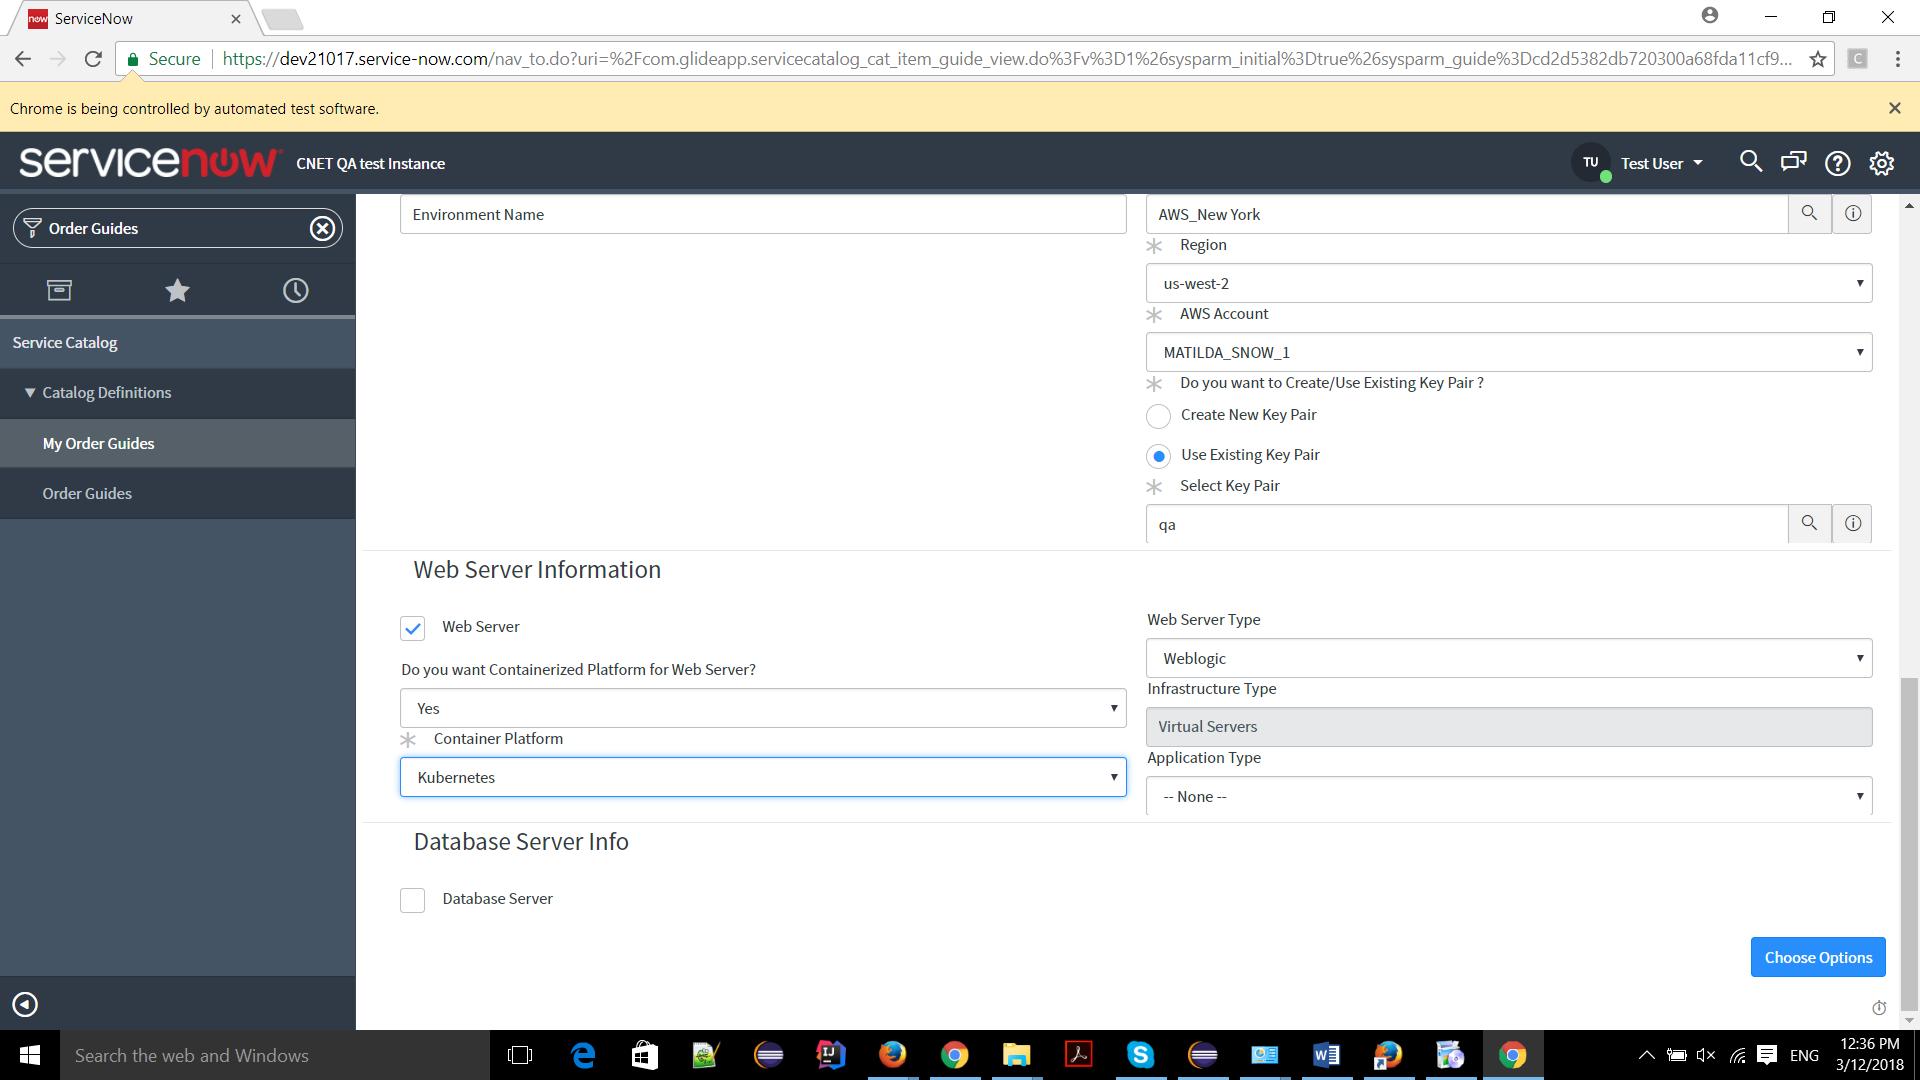 now ServiceNow
Secure https://dev21017.service-now.com/nav_to.do?uri=%2Fcom.glideapp.servicecatalog_cat_item_guide_view.do%3Fv%3D1%26sysparm_initial%3Dtrue%26sysparm_guide%3Dcd2d5382db720300a68fda11cf9... C
Chrome is being controlled by automated test software.
servicenow CNET QA test Instance
TU Test User
Order Guides
Service Catalog
Catalog Definitions
My Order Guides
Order Guides
Environment Name
AWS_New York
Region
us-west-2
AWS Account
MATILDA_SNOW_1
Do you want to Create/Use Existing Key Pair ?
Create New Key Pair
Use Existing Key Pair
Select Key Pair
qa
Web Server Information
Web Server
Do you want Containerized Platform for Web Server?
Yes
Container Platform
Kubernetes
Web Server Type
Weblogic
Infrastructure Type
Virtual Servers
Application Type
-- None --
Database Server Info
Database Server
Choose Options
Search the web and Windows
ENG
12:36 PM
3/12/2018